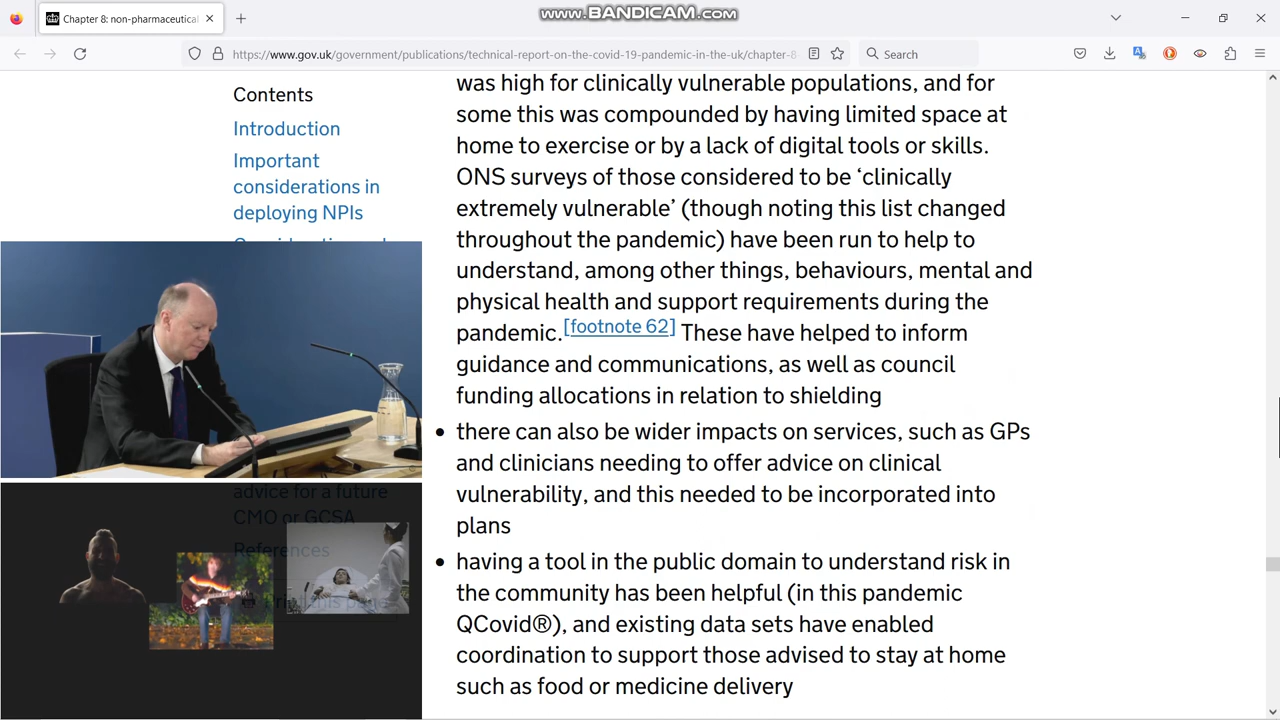 www.BANDICAM.com
Chapter 8: non-pharmaceutical
https://www.gov.uk/government/publications/technical-report-on-the-covid-19-pandemic-in-the-uk/chapter-8
Search
Contents
Introduction
Important
considerations in
deploying NPIs
advice for a future
CMO or GCSA
References
was high for clinically vulnerable populations, and for
some this was compounded by having limited space at
home to exercise or by a lack of digital tools or skills.
ONS surveys of those considered to be ‘clinically
extremely vulnerable’ (though noting this list changed
throughout the pandemic) have been run to help to
understand, among other things, behaviours, mental and
physical health and support requirements during the
pandemic.[footnote 62] These have helped to inform
guidance and communications, as well as council
funding allocations in relation to shielding
• there can also be wider impacts on services, such as GPs
and clinicians needing to offer advice on clinical
vulnerability, and this needed to be incorporated into
plans
• having a tool in the public domain to understand risk in
the community has been helpful (in this pandemic
QCovid®), and existing data sets have enabled
coordination to support those advised to stay at home
such as food or medicine delivery